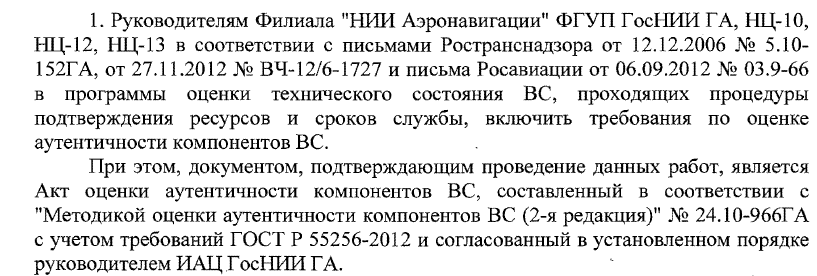 1. Руководителям Филиала "НИИ Аэронавигации" ФГУП ГосНИИ ГА, НЦ-10,
НЦ-12, НЦ-13 в соответствии с письмами Ространснадзора от 12.12.2006 № 5.10-
152ГА, от 27.11.2012 № ВЧ-12/6-1727 и письма Росавиации от 06.09.2012 № 03.9-66
в программы оценки технического состояния ВС, проходящих процедуры
подтверждения ресурсов и сроков службы, включить требования по оценке
аутентичности компонентов ВС.
При этом, документом, подтверждающим проведение данных работ, является
Акт оценки аутентичности компонентов ВС, составленный в соответствии с
"Методикой оценки аутентичности компонентов ВС (2-я редакция)" № 24.10-966ГА
с учетом требований ГОСТ Р 55256-2012 и согласованный в установленном порядке
руководителем ИАЦ ГосНИИ ГА.